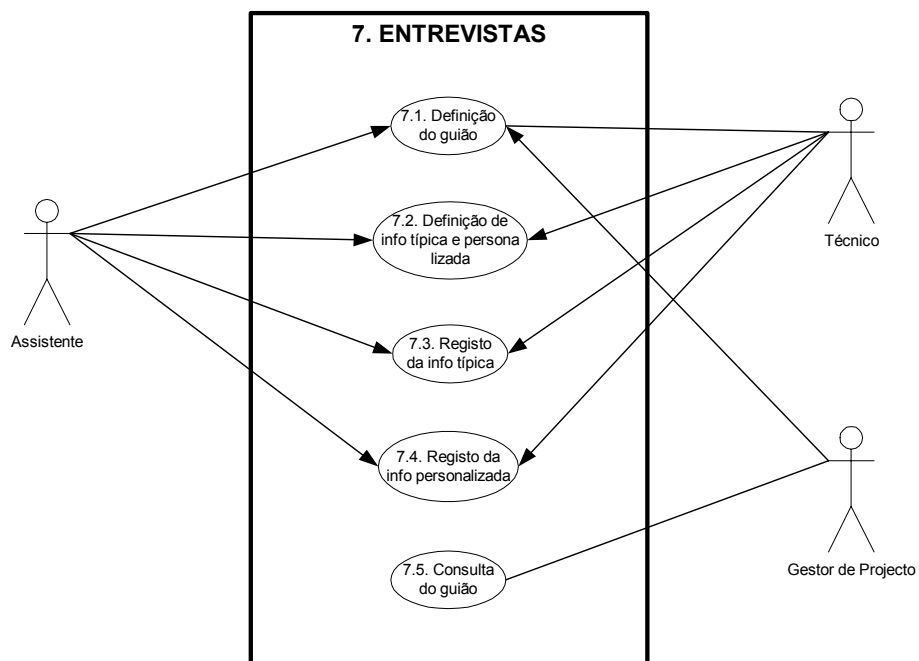 7. ENTREVISTAS
7.1. Definição
do guião
7.2. Definição de
info típica e persona
lizada
7.3. Registo
da info típica
7.4. Registo da
info personalizada
7.5. Consulta
do guião
Assistente
Técnico
Gestor de Projecto